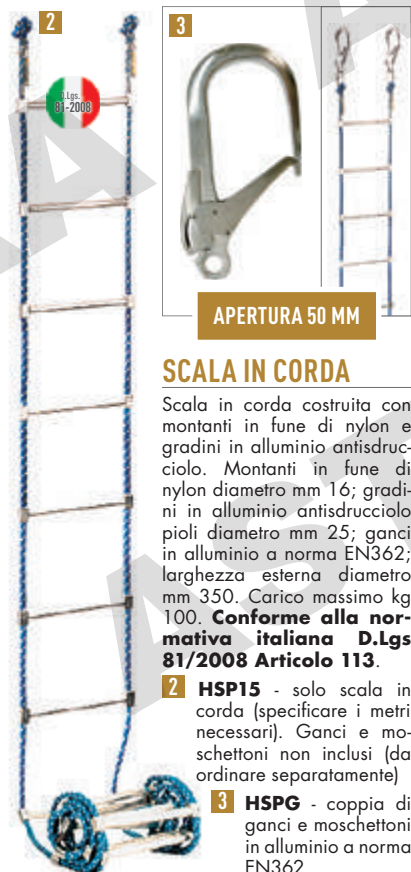 2
D.Lgs.
81-2008
3
APERTURA 50 MM
SCALA IN CORDA
Scala in corda costruita con
montanti in fune di nylon e
gradini in alluminio antisdruc-
ciolo. Montanti in fune di
nylon diametro mm 16; gradi-
ni in alluminio antisdrucciolo
pioli diametro mm 25; ganci
in alluminio a norma EN362;
larghezza esterna diametro
mm 350. Carico massimo kg
100. Conforme alla nor-
mativa italiana D.Lgs
81/2008 Articolo 113.
2 HSP15 - solo scala in
corda (specificare i metri
necessari). Ganci e mo-
schettoni non inclusi (da
ordinare separatamente)
3 HSPG - coppia di
ganci e moschettoni
in alluminio a norma
EN362